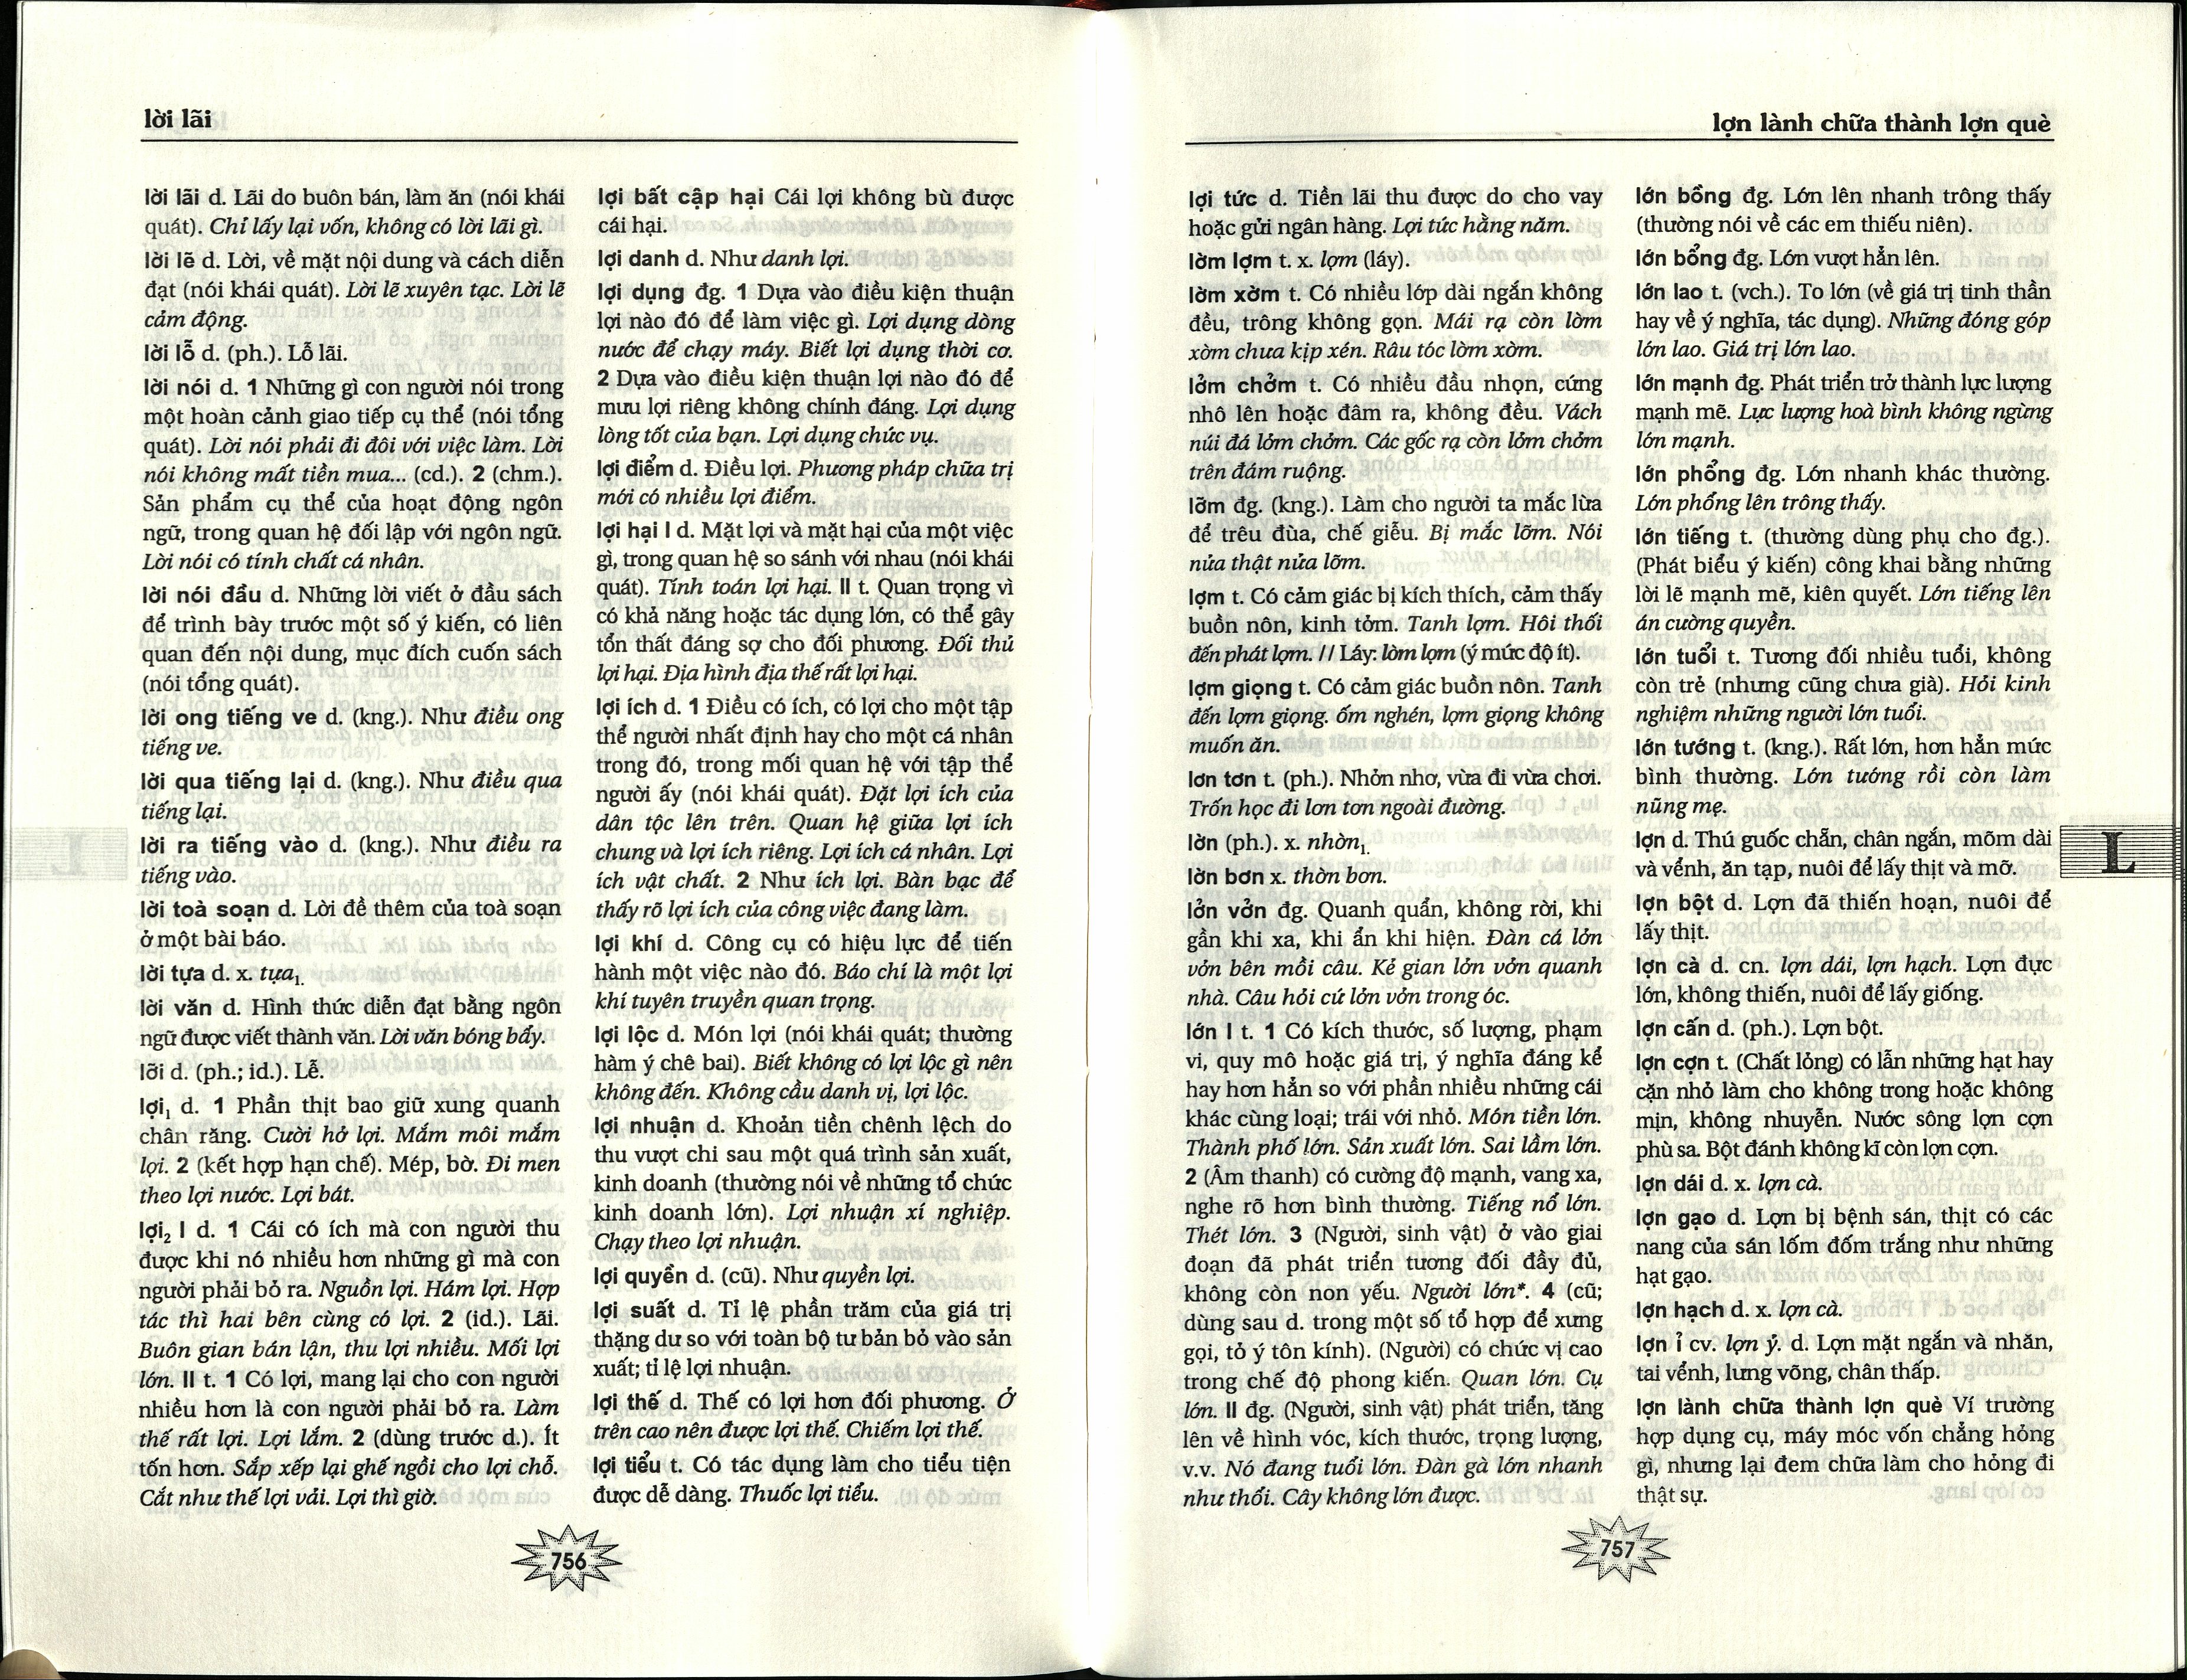 lời lãi
lời lãi d. Lãi do buôn bán, làm ăn (nói khái
quát). Chỉ lấy lại vốn, không có lời lãi gì.
lời lẽ d. Lời, về mặt nội dung và cách diễn
đạt (nói khái quát). Lời lẽ xuyên tạc. Lời lẽ
cảm động.
lời lỗ d. (ph.). Lỗ lãi.
lời nói d. 1 Những gì con người nói trong
một hoàn cảnh giao tiếp cụ thể (nói tổng
quát). Lời nói phải đi đôi với việc làm. Lời
nói không mất tiền mua... (cd.). 2 (chm.).
Sản phẩm cụ thể của hoạt động ngôn
ngữ, trong quan hệ đối lập với ngôn ngữ.
Lời nói có tính chất cá nhân.
lời nói đầu d. Những lời viết ở đầu sách
để trình bày trước một số ý kiến, có liên
quan đến nội dung, mục đích cuốn sách
(nói tổng quát).
lời ong tiếng ve d. (kng.). Như điều ong
tiếng ve.
lời qua tiếng lại d. (kng.). Như điều qua
tiếng lại.
lời ra tiếng vào d. (kng.). Như điều ra
tiếng vào.
lời toà soạn d. Lời đề thêm của toà soạn
ở một bài báo.
lời tựa d. x. tựa₁.
lời văn d. Hình thức diễn đạt bằng ngôn
ngữ được viết thành văn. Lời văn bóng bẩy.
lỡi d. (ph.; id.). Lễ.
lợi₁ d. 1 Phần thịt bao giữ xung quanh
chân răng. Cười hở lợi. Mắm môi mắm
lợi. 2 (kết hợp hạn chế). Mép, bờ. Đi men
theo lợi nước. Lợi bát.
lợi₂ I d. 1 Cái có ích mà con người thu
được khi nó nhiều hơn những gì mà con
người phải bỏ ra. Nguồn lợi. Hám lợi. Hợp
tác thì hai bên cùng có lợi. 2 (id.). Lãi.
Buôn gian bán lận, thu lợi nhiều. Mối lợi
lớn. II t. 1 Có lợi, mang lại cho con người
nhiều hơn là con người phải bỏ ra. Làm
thế rất lợi. Lợi lắm. 2 (dùng trước d.). Ít
tốn hơn. Sắp xếp lại ghế ngồi cho lợi chỗ.
Cắt như thế lợi vải. Lợi thì giờ.
lợi bất cập hại Cái lợi không bù được
cái hại.
lợi danh d. Như danh lợi.
lợi dụng đg. 1 Dựa vào điều kiện thuận
lợi nào đó để làm việc gì. Lợi dụng dòng
nước để chạy máy. Biết lợi dụng thời cơ.
2 Dựa vào điều kiện thuận lợi nào đó để
mưu lợi riêng không chính đáng. Lợi dụng
lòng tốt của bạn. Lợi dụng chức vụ.
lợi điểm d. Điều lợi. Phương pháp chữa trị
mới có nhiều lợi điểm.
lợi hại I d. Mặt lợi và mặt hại của một việc
gì, trong quan hệ so sánh với nhau (nói khái
quát). Tính toán lợi hại. II t. Quan trọng vì
có khả năng hoặc tác dụng lớn, có thể gây
tổn thất đáng sợ cho đối phương. Đối thủ
lợi hại. Địa hình địa thế rất lợi hại.
lợi ích d. 1 Điều có ích, có lợi cho một tập
thể người nhất định hay cho một cá nhân
trong đó, trong mối quan hệ với tập thể
người ấy (nói khái quát). Đặt lợi ích của
dân tộc lên trên. Quan hệ giữa lợi ích
chung và lợi ích riêng. Lợi ích cá nhân. Lợi
ích vật chất. 2 Như ích lợi. Bàn bạc để
thấy rõ lợi ích của công việc đang làm.
lợi khí d. Công cụ có hiệu lực để tiến
hành một việc nào đó. Báo chí là một lợi
khí tuyên truyền quan trọng.
lợi lộc d. Món lợi (nói khái quát; thường
hàm ý chê bai). Biết không có lợi lộc gì nên
không đến. Không cầu danh vị, lợi lộc.
lợi nhuận d. Khoản tiền chênh lệch do
thu vượt chi sau một quá trình sản xuất,
kinh doanh (thường nói về những tổ chức
kinh doanh lớn). Lợi nhuận xí nghiệp.
Chạy theo lợi nhuận.
lợi quyền d. (cũ). Như quyền lợi.
lợi suất d. Tỉ lệ phần trăm của giá trị
thặng dư so với toàn bộ tư bản bỏ vào sản
xuất; tỉ lệ lợi nhuận.
lợi thế d. Thế có lợi hơn đối phương. Ở
trên cao nên được lợi thế. Chiếm lợi thế.
lợi tiểu t. Có tác dụng làm cho tiểu tiện
được dễ dàng. Thuốc lợi tiểu.
756
lợn lành chữa thành lợn què
lợi tức d. Tiền lãi thu được do cho vay
hoặc gửi ngân hàng. Lợi tức hằng năm.
lờm lợm t. x. lợm (láy).
lờm xờm t. Có nhiều lớp dài ngắn không
đều, trông không gọn. Mái rạ còn lờm
xờm chưa kịp xén. Râu tóc lờm xờm.
lởm chởm t. Có nhiều đầu nhọn, cứng
nhô lên hoặc đâm ra, không đều. Vách
núi đá lởm chởm. Các gốc rạ còn lởm chởm
trên đám ruộng.
lỡm đg. (kng.). Làm cho người ta mắc lừa
để trêu đùa, chế giễu. Bị mắc lỡm. Nói
nửa thật nửa lỡm.
lợm t. Có cảm giác bị kích thích, cảm thấy
buồn nôn, kinh tởm. Tanh lợm. Hôi thối
đến phát lợm. // Láy: lờm lợm (ý mức độ ít).
lợm giọng t. Có cảm giác buồn nôn. Tanh
đến lợm giọng. ốm nghén, lợm giọng không
muốn ăn.
lơn tơn t. (ph.). Nhởn nhơ, vừa đi vừa chơi.
Trốn học đi lơn tơn ngoài đường.
lờn (ph.). x. nhờn₁.
lờn bơn x. thờn bơn.
lởn vởn đg. Quanh quẩn, không rời, khi
gần khi xa, khi ẩn khi hiện. Đàn cá lởn
vởn bên mồi câu. Kẻ gian lởn vởn quanh
nhà. Câu hỏi cứ lởn vởn trong óc.
lớn I t. 1 Có kích thước, số lượng, phạm
vi, quy mô hoặc giá trị, ý nghĩa đáng kể
hay hơn hẳn so với phần nhiều những cái
khác cùng loại; trái với nhỏ. Món tiền lớn.
Thành phố lớn. Sản xuất lớn. Sai lầm lớn.
2 (Âm thanh) có cường độ mạnh, vang xa,
nghe rõ hơn bình thường. Tiếng nổ lớn.
Thét lớn. 3 (Người, sinh vật) ở vào giai
đoạn đã phát triển tương đối đầy đủ,
không còn non yếu. Người lớn*. 4 (cũ;
dùng sau d. trong một số tổ hợp để xưng
gọi, tỏ ý tôn kính). (Người) có chức vị cao
trong chế độ phong kiến. Quan lớn. Cụ
lớn. II đg. (Người, sinh vật) phát triển, tăng
lên về hình vóc, kích thước, trọng lượng,
v.v. Nó đang tuổi lớn. Đàn gà lớn nhanh
như thổi. Cây không lớn được.
lớn bồng đg. Lớn lên nhanh trông thấy
(thường nói về các em thiếu niên).
lớn bổng đg. Lớn vượt hẳn lên.
lớn lao t. (vch.). To lớn (về giá trị tinh thần
hay về ý nghĩa, tác dụng). Những đóng góp
lớn lao. Giá trị lớn lao.
lớn mạnh đg. Phát triển trở thành lực lượng
mạnh mẽ. Lực lượng hoà bình không ngừng
lớn mạnh.
lớn phổng đg. Lớn nhanh khác thường.
Lớn phổng lên trông thấy.
lớn tiếng t. (thường dùng phụ cho đg.).
(Phát biểu ý kiến) công khai bằng những
lời lẽ mạnh mẽ, kiên quyết. Lớn tiếng lên
án cường quyền.
lớn tuổi t. Tương đối nhiều tuổi, không
còn trẻ (nhưng cũng chưa già). Hỏi kinh
nghiệm những người lớn tuổi.
lớn tướng t. (kng.). Rất lớn, hơn hẳn mức
bình thường. Lớn tướng rồi còn làm
nũng mẹ.
lợn d. Thú guốc chẵn, chân ngắn, mõm dài
và vểnh, ăn tạp, nuôi để lấy thịt và mỡ.
lợn bột d. Lợn đã thiến hoạn, nuôi để
lấy thịt.
lợn cà d. cn. lợn dái, lợn hạch. Lợn đực
lớn, không thiến, nuôi để lấy giống.
lợn cấn d. (ph.). Lợn bột.
lợn cợn t. (Chất lỏng) có lẫn những hạt hay
cặn nhỏ làm cho không trong hoặc không
mịn, không nhuyễn. Nước sông lợn cợn
phù sa. Bột đánh không kĩ còn lợn cợn.
lợn dái d. x. lợn cà.
lợn gạo d. Lợn bị bệnh sán, thịt có các
nang của sán lốm đốm trắng như những
hạt gạo.
lợn hạch d. x. lợn cà.
lợn ỉ cv. lợn ỷ. d. Lợn mặt ngắn và nhăn,
tai vểnh, lưng võng, chân thấp.
lợn lành chữa thành lợn què Ví trường
hợp dụng cụ, máy móc vốn chẳng hỏng
gì, nhưng lại đem chữa làm cho hỏng đi
thật sự.
L
757